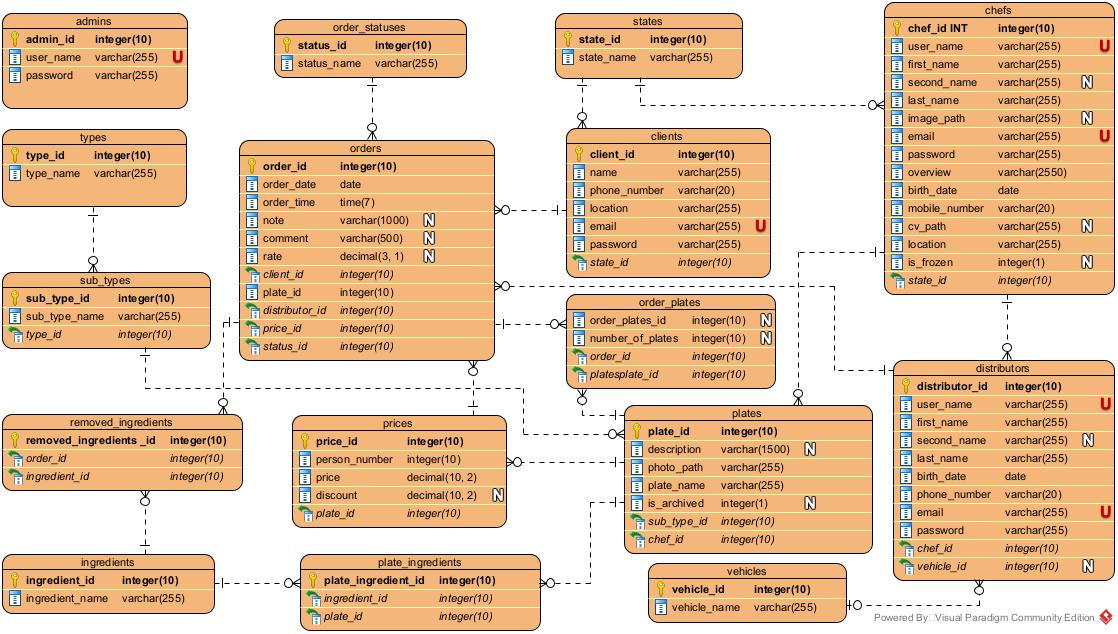 admins
admin_id integer(10)
user_name varchar(255) U
password varchar(255)
order_statuses
status_id integer(10)
status_name varchar(255)
states
state_id integer(10)
state_name varchar(255)
chefs
chef_id INT integer(10)
user_name varchar(255) U
first_name varchar(255)
second_name varchar(255) N
last_name varchar(255)
image_path varchar(255) N
email varchar(255) U
password varchar(255)
overview varchar(2550)
birth_date date
mobile_number varchar(20)
cv_path varchar(255) N
location varchar(255)
is_frozen integer(1) N
state_id integer(10)
types
type_id integer(10)
type_name varchar(255)
orders
order_id integer(10)
order_date date
order_time time(7)
note varchar(1000) N
comment varchar(500) N
rate decimal(3, 1) N
client_id integer(10)
plate_id integer(10)
distributor_id integer(10)
price_id integer(10)
status_id integer(10)
clients
client_id integer(10)
name varchar(255)
phone_number varchar(20)
location varchar(255)
email varchar(255) U
password varchar(255)
state_id integer(10)
sub_types
sub_type_id integer(10)
sub_type_name varchar(255)
type_id integer(10)
order_plates
order_plates_id integer(10) N
number_of_plates integer(10) N
order_id integer(10)
platesplate_id integer(10)
distributors
distributor_id integer(10)
user_name varchar(255) U
first_name varchar(255)
second_name varchar(255) N
last_name varchar(255)
birth_date date
phone_number varchar(20)
email varchar(255) U
password varchar(255)
chef_id integer(10)
vehicle_id integer(10) N
removed_ingredients
removed_ingredients _id integer(10)
order_id integer(10)
ingredient_id integer(10)
prices
price_id integer(10)
person_number integer(10)
price decimal(10, 2)
discount decimal(10, 2) N
plate_id integer(10)
plates
plate_id integer(10)
description varchar(1500) N
photo_path varchar(255)
plate_name varchar(255)
is_archived integer(1) N
sub_type_id integer(10)
chef_id integer(10)
ingredients
ingredient_id integer(10)
ingredient_name varchar(255)
plate_ingredients
plate_ingredient_id integer(10)
ingredient_id integer(10)
plate_id integer(10)
vehicles
vehicle_id integer(10)
vehicle_name varchar(255)
Powered By Visual Paradigm Community Edition